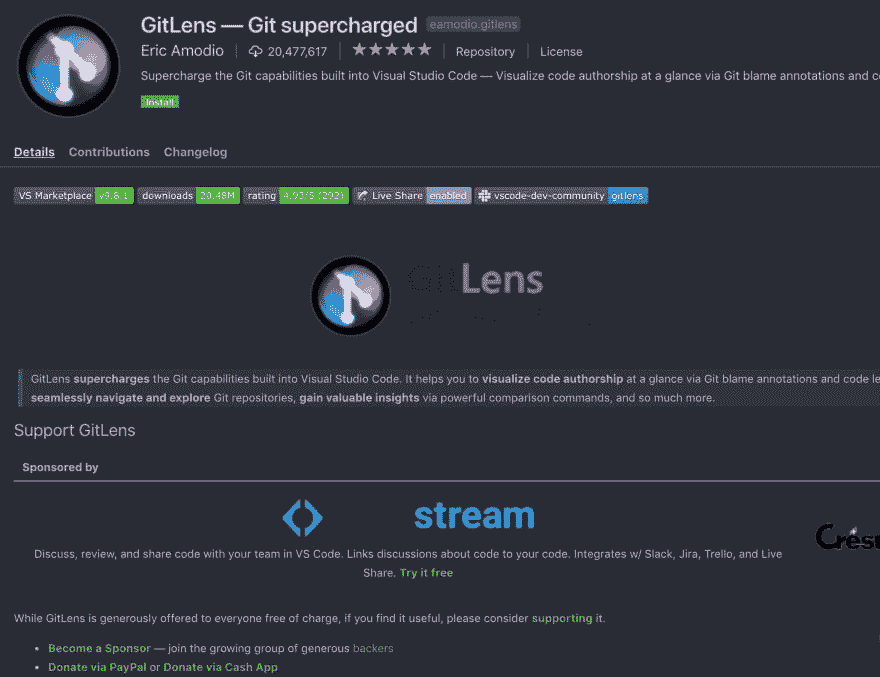 GitLens — Git supercharged eamodio.gitlens
Eric Amodio 20,477,617 Repository License
Supercharge the Git capabilities built into Visual Studio Code — Visualize code authorship at a glance via Git blame annotations and c
Install
Details Contributions Changelog
VS Marketplace v9.8.1 downloads 20.48M rating 4.93/5 (292) Live Share enabled vscode-dev-community gitlens
GitLens
GitLens supercharges the Git capabilities built into Visual Studio Code. It helps you to visualize code authorship at a glance via Git blame annotations and code le
seamlessly navigate and explore Git repositories, gain valuable insights via powerful comparison commands, and so much more.
Support GitLens
Sponsored by
stream
Discuss, review, and share code with your team in VS Code. Links discussions about code to your code. Integrates w/ Slack, Jira, Trello, and Live
Share. Try it free
While GitLens is generously offered to everyone free of charge, if you find it useful, please consider supporting it.
• Become a Sponsor — join the growing group of generous backers
• Donate via PayPal or Donate via Cash App